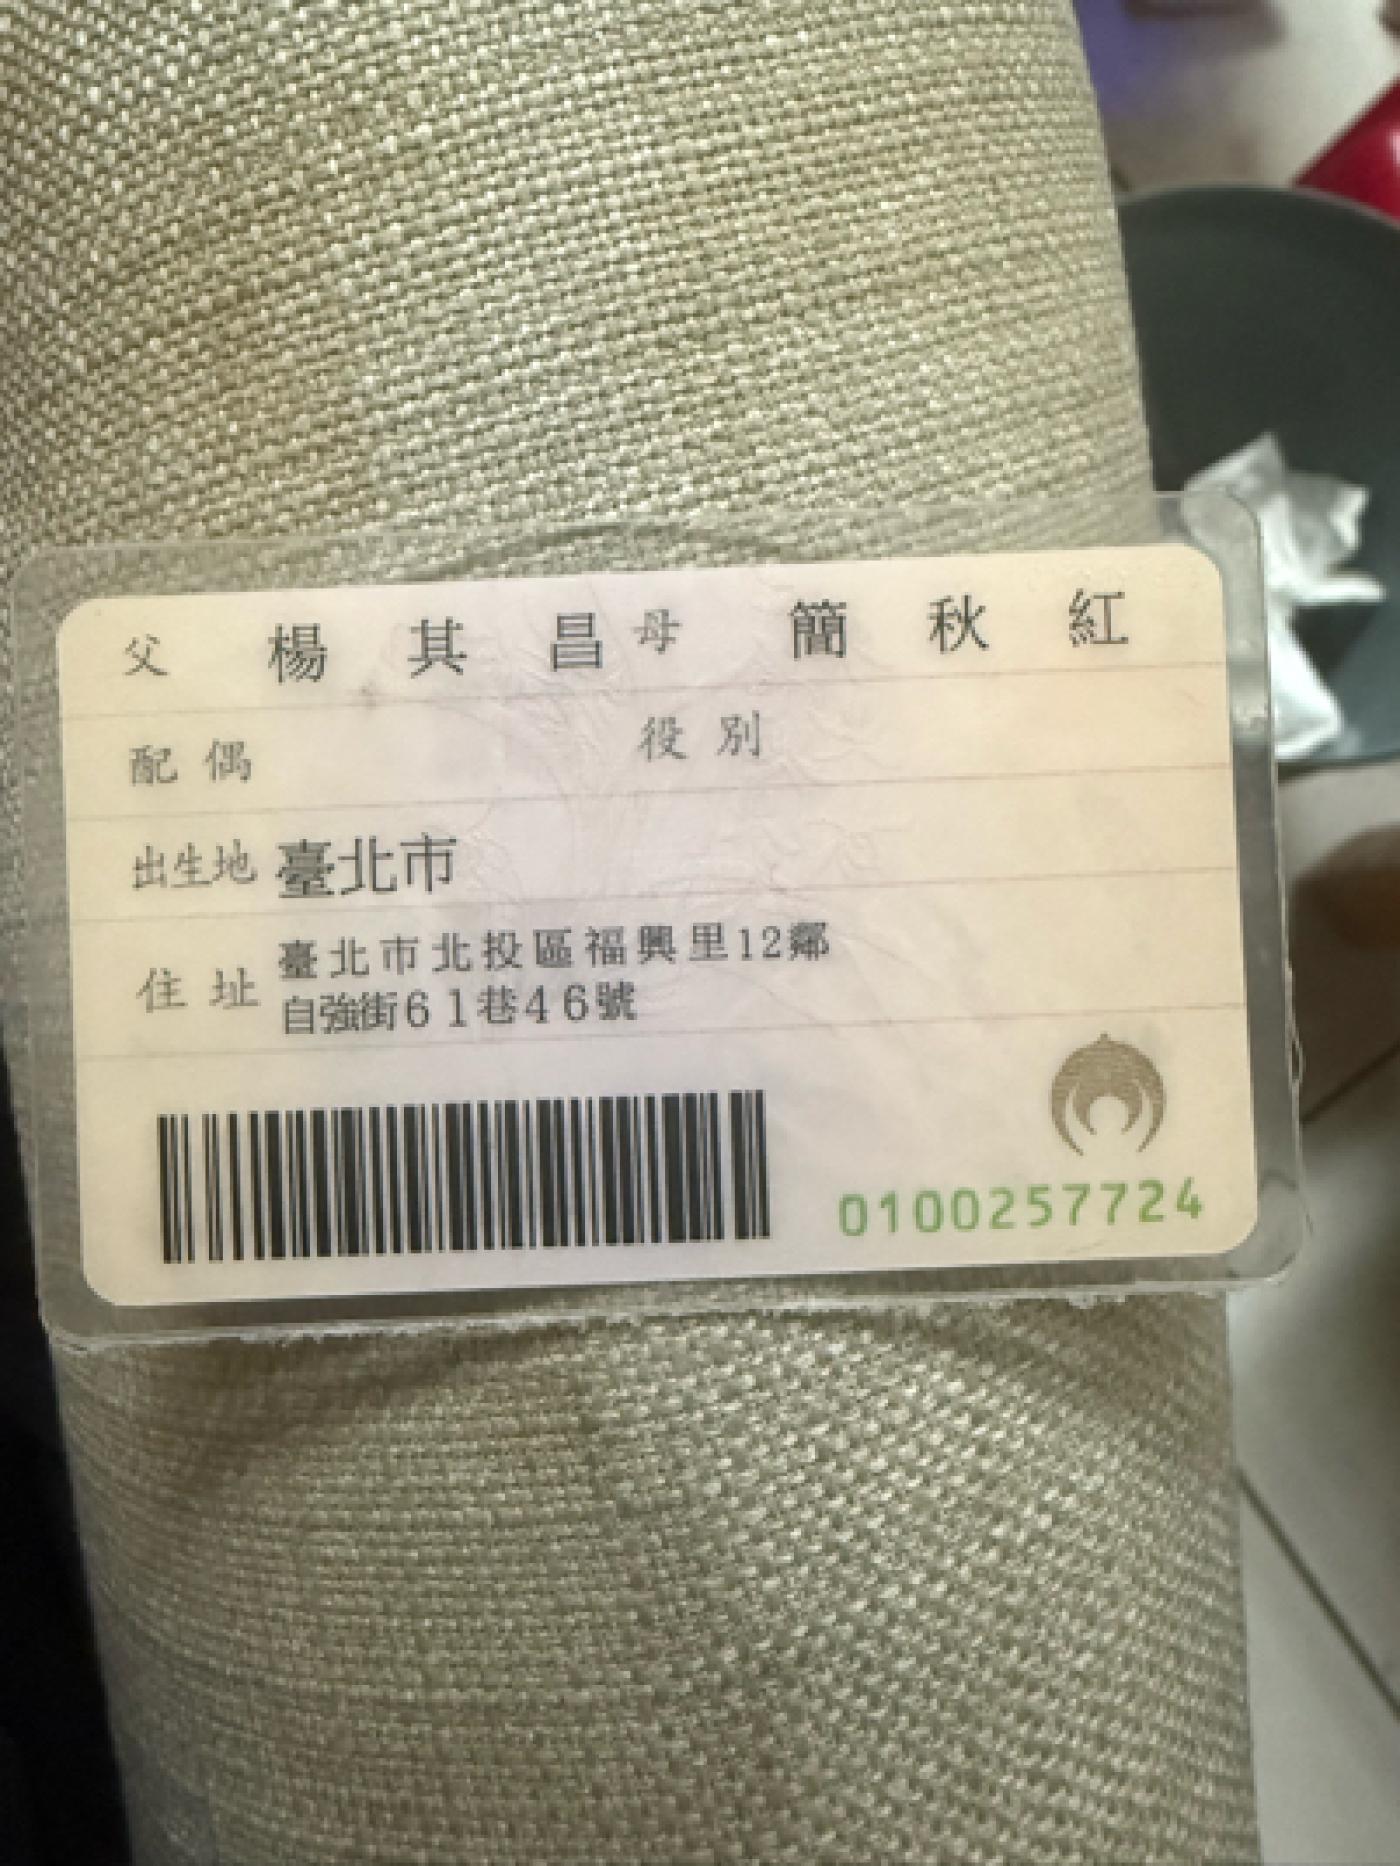 父 楊其昌 母 簡秋紅
配偶 役別
出生地 臺北市
住址 臺北市北投區福興里12鄰
自強街61巷46號
0100257724